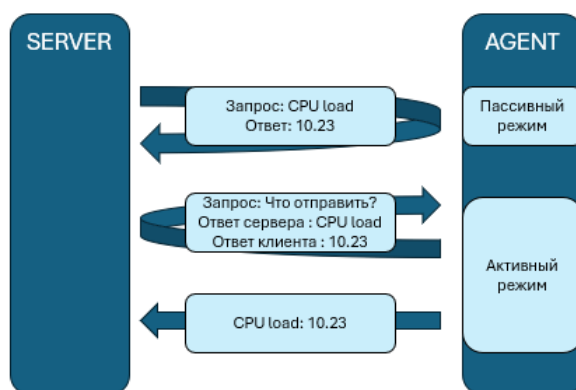 SERVER
AGENT
Запрос: CPU load
Ответ: 10.23
Пассивный
режим
Запрос: Что отправить?
Ответ сервера : CPU load
Ответ клиента : 10.23
Активный
режим
CPU load: 10.23